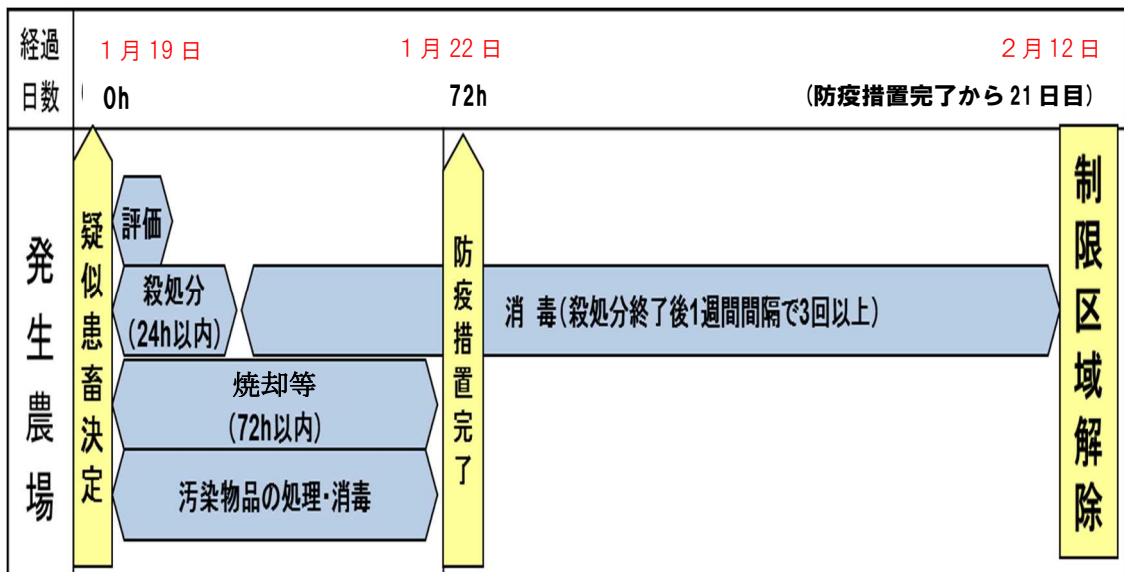 経過
日数
1月19日
1月22日
2月12日
0h
72h
(防疫措置完了から21日目)
発生農場
疑似患畜決定
評価
殺処分
(24h以内)
消 毒(殺処分終了後1週間間隔で3回以上)
焼却等
(72h以内)
汚染物品の処理・消毒
防疫措置完了
制限区域解除